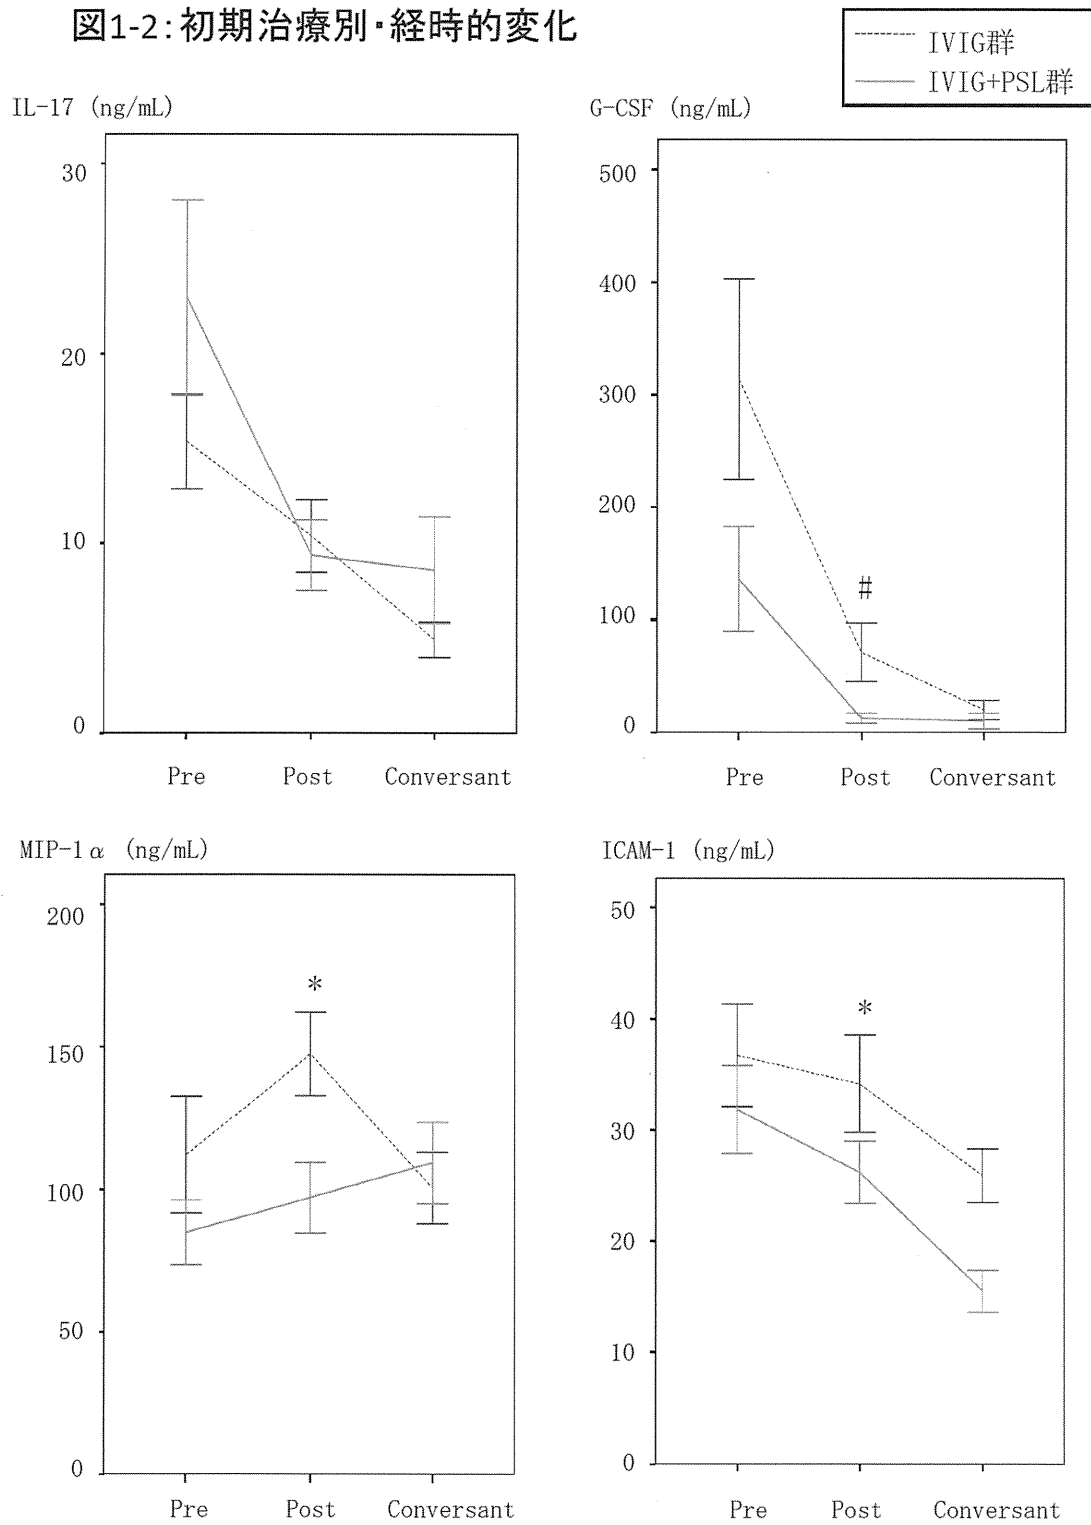 図1-2:初期治療別・経時的変化
IVIG群
IVIG+PSL群
IL-17 (ng/mL)
30
20
10
0
Pre Post Conversant
G-CSF (ng/mL)
500
400
300
200
100
0
#
Pre Post Conversant
MIP-1α (ng/mL)
200
150
100
50
0
*
Pre Post Conversant
ICAM-1 (ng/mL)
50
40
30
20
10
0
*
Pre Post Conversant